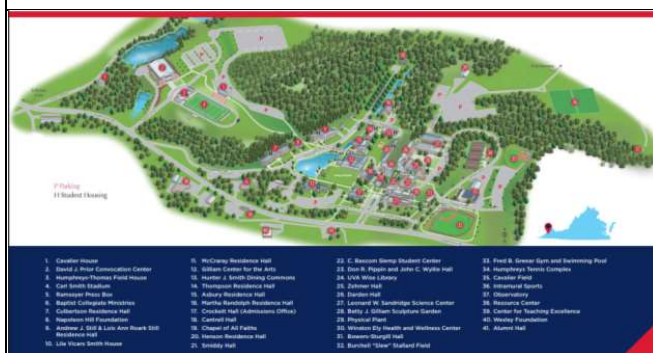 P Parking
H Student Housing
1. Cavalier House
2. David J. Prior Convocation Center
3. Humphreys-Thomas Field House
4. Carl Smith Stadium
5. Ramseyer Press Box
6. Baptist Collegiate Ministries
7. Culbertson Residence Hall
8. Napoleon Hill Foundation
9. Andrew J. Still & Lois Ann Roark Still
Residence Hall
10. Lila Vicars Smith House
11. McCraray Residence Hall
12. Gilliam Center for the Arts
13. Hunter J. Smith Dining Commons
14. Thompson Residence Hall
15. Asbury Residence Hall
16. Martha Randolph Residence Hall
17. Crockett Hall (Admissions Office)
18. Cantrell Hall
19. Chapel of All Faiths
20. Henson Residence Hall
21. Smiddy Hall
22. C. Bascom Slemp Student Center
23. Don R. Pippin and John C. Wyllie Hall
24. UVA Wise Library
25. Zehmer Hall
26. Darden Hall
27. Leonard W. Sandridge Science Center
28. Betty J. Gilliam Sculpture Garden
29. Physical Plant
30. Winston Ely Health and Wellness Center
31. Bowers-Sturgill Hall
32. Burchell "Slew" Stallard Field
33. Fred B. Greear Gym and Swimming Pool
34. Humphreys Tennis Complex
35. Cavalier Field
36. Intramural Sports
37. Observatory
38. Resource Center
39. Center for Teaching Excellence
40. Wesley Foundation
41. Alumni Hall